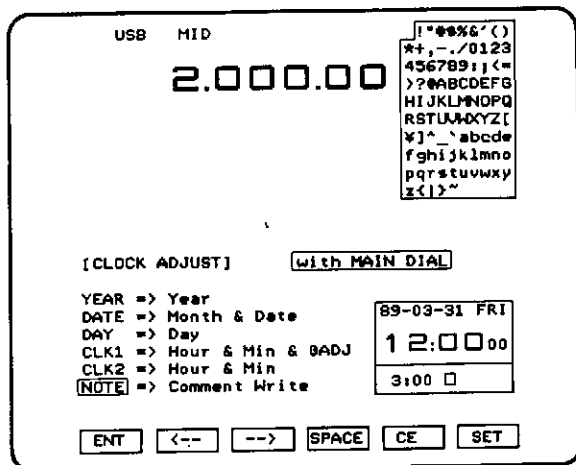 USB MID
2.000.00
!"#$%&'()
*+,-./0123
456789:;<=
>?@ABCDEFG
HIJKLMNOPQ
RSTUVWXYZ[
¥]^_`abcde
fghijklmno
pqrstuvwxy
z{|}~
[CLOCK ADJUST] with MAIN DIAL
YEAR => Year
DATE => Month & Date
DAY => Day
CLK1 => Hour & Min & 0ADJ
CLK2 => Hour & Min
NOTE => Comment Write
89-03-31 FRI
12:00 00
3:00 □
ENT <-- --> SPACE CE SET